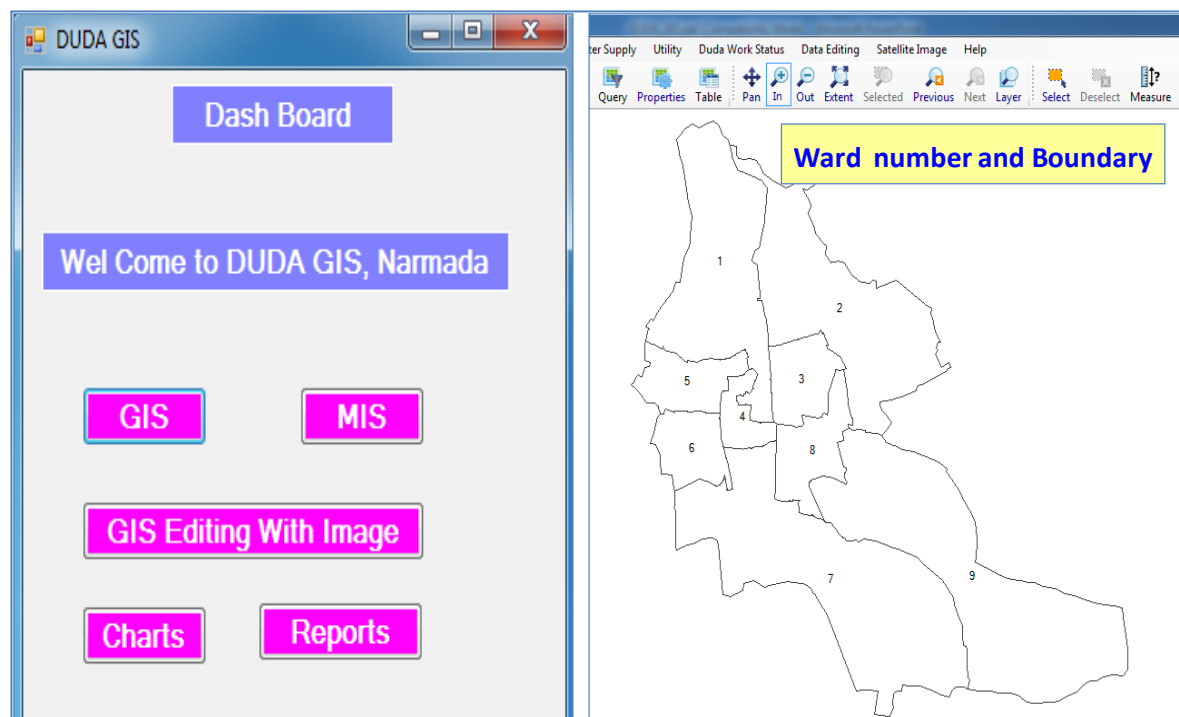 DUDA GIS
Dash Board
Wel Come to DUDA GIS, Narmada
GIS
MIS
GIS Editing With Image
Charts
Reports
ter Supply Utility Duda Work Status Data Editing Satellite Image Help
Query Properties Table Pan In Out Extent Selected Previous Next Layer Select Deselect Measure
Ward number and Boundary
1
2
3
5
4
6
8
7
9